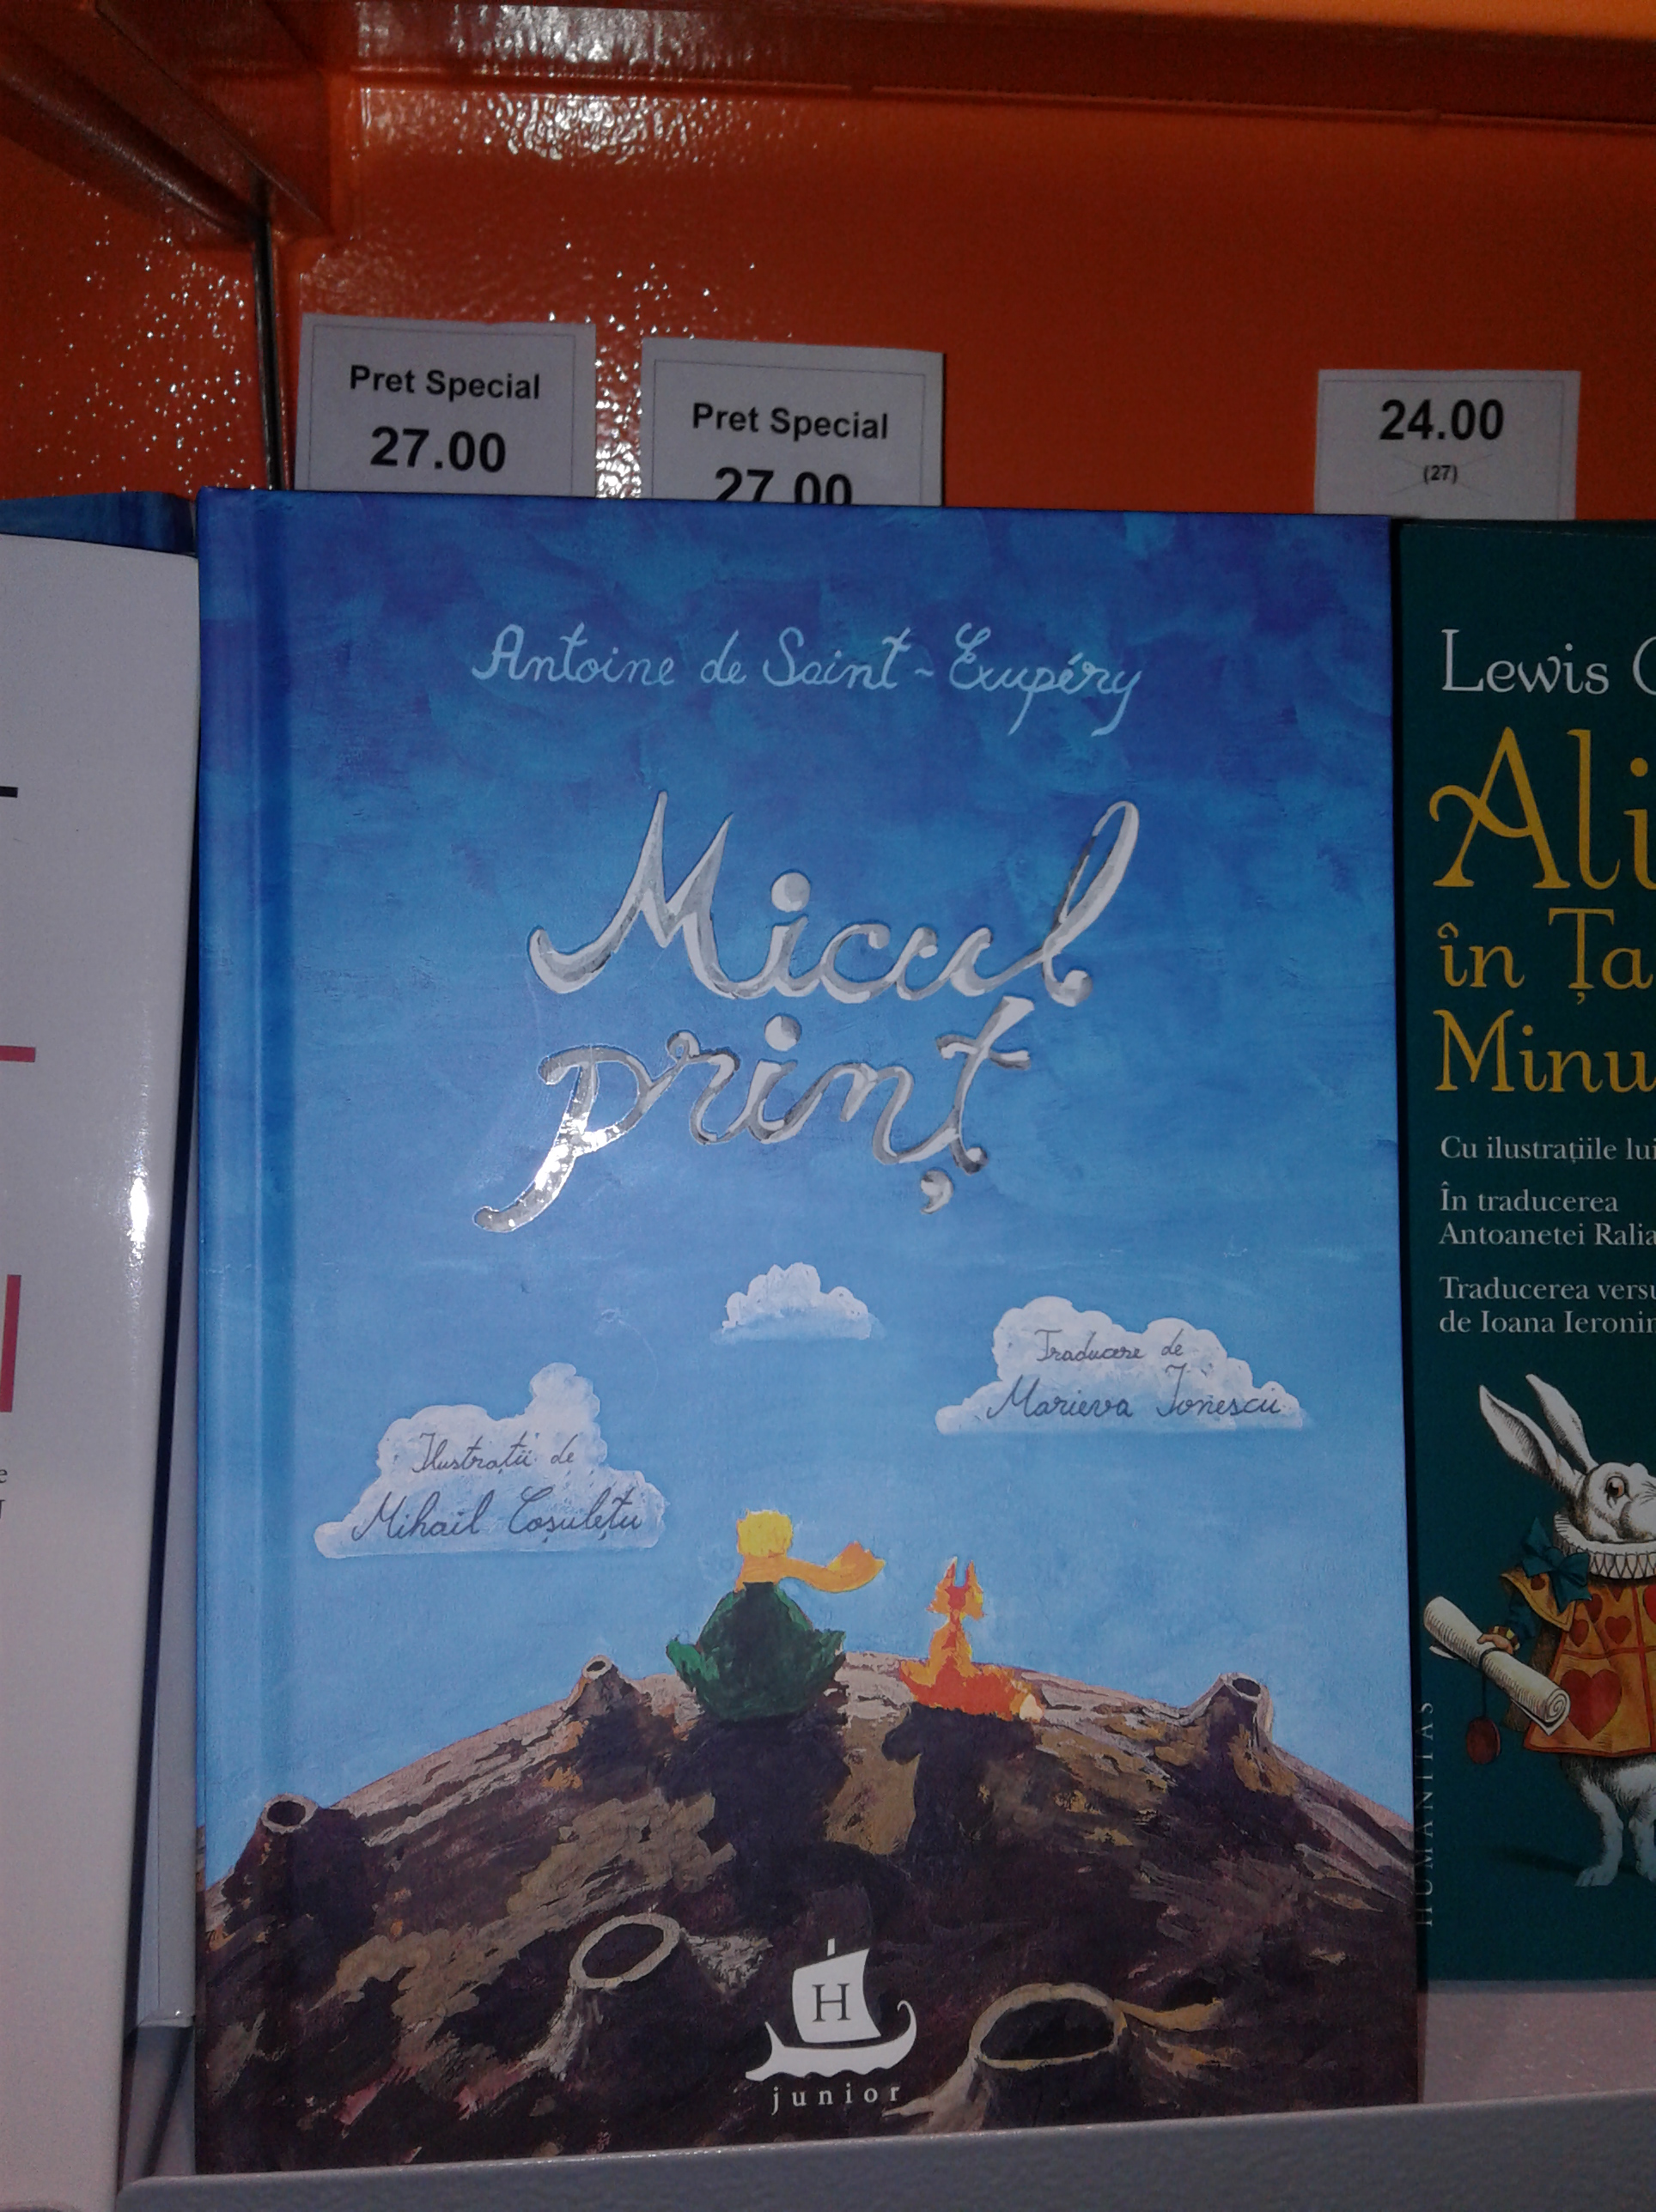 Pret Special
27.00
Pret Special
27.00
24.00
(27)
Antoine de Saint-Exupéry
Micul
prinț
Traducere de
Marieva Ionescu
Ilustrații de
Mihail Coșulețu
H
junior
Lewis C
Ali
în Ța
Minu
Cu ilustrațiile lui
În traducerea
Antoanetei Ralia
Traducerea versu
de Ioana Ieronim
HUMANITAS